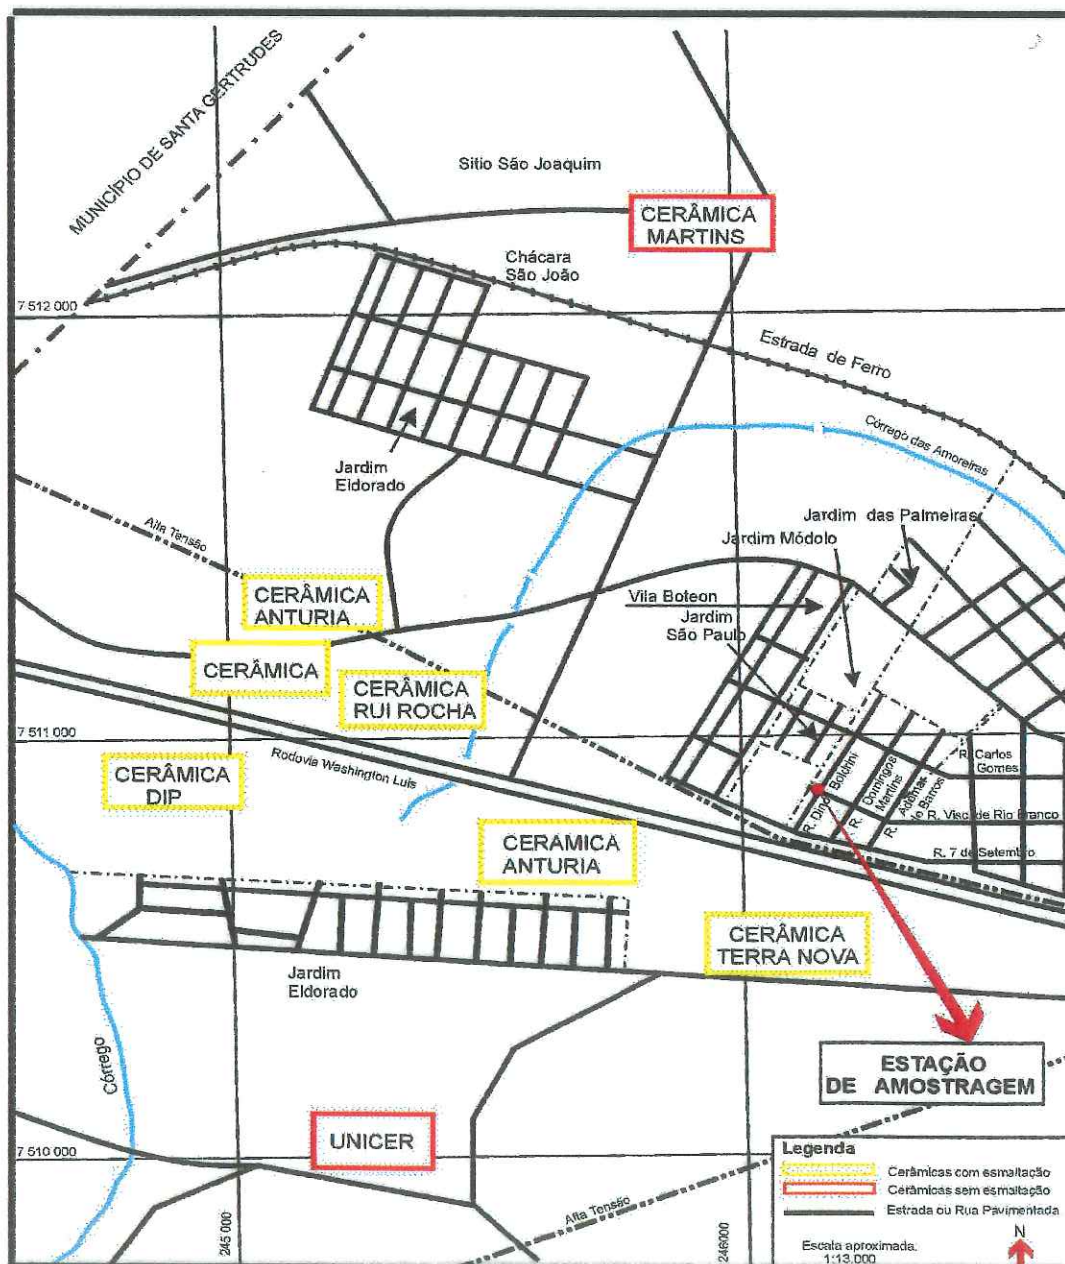 MUNICÍPIO DE SANTA GERTRUDES
Sitio São Joaquim
CERÂMICA
MARTINS
Chácara
São João
7 512 000
Estrada de Ferro
Córrego das Amoreiras
Jardim
Eldorado
Alta Tensão
Jardim das Palmeiras
Jardim Módolo
CERÂMICA
ANTURIA
Vila Boteon
Jardim
São Paulo
CERÂMICA
CERÂMICA
RUI ROCHA
7 511 000
Rodovia Washington Luis
CERÂMICA
DIP
R. Carlos
Gomes
R. Dino Boldrini
R. Domingos
Martins
R. Ademar
de Barros
R. Visc. de Rio Branco
R. 7 de Setembro
CERAMICA
ANTURIA
CERÂMICA
TERRA NOVA
Jardim
Eldorado
Córrego
ESTAÇÃO
DE AMOSTRAGEM
UNICER
7 510 000
Legenda
Cerâmicas com esmaltação
Cerâmicas sem esmaltação
Estrada ou Rua Pavimentada
Alta Tensão
245 000
246000
Escala aproximada:
1:13.000
N